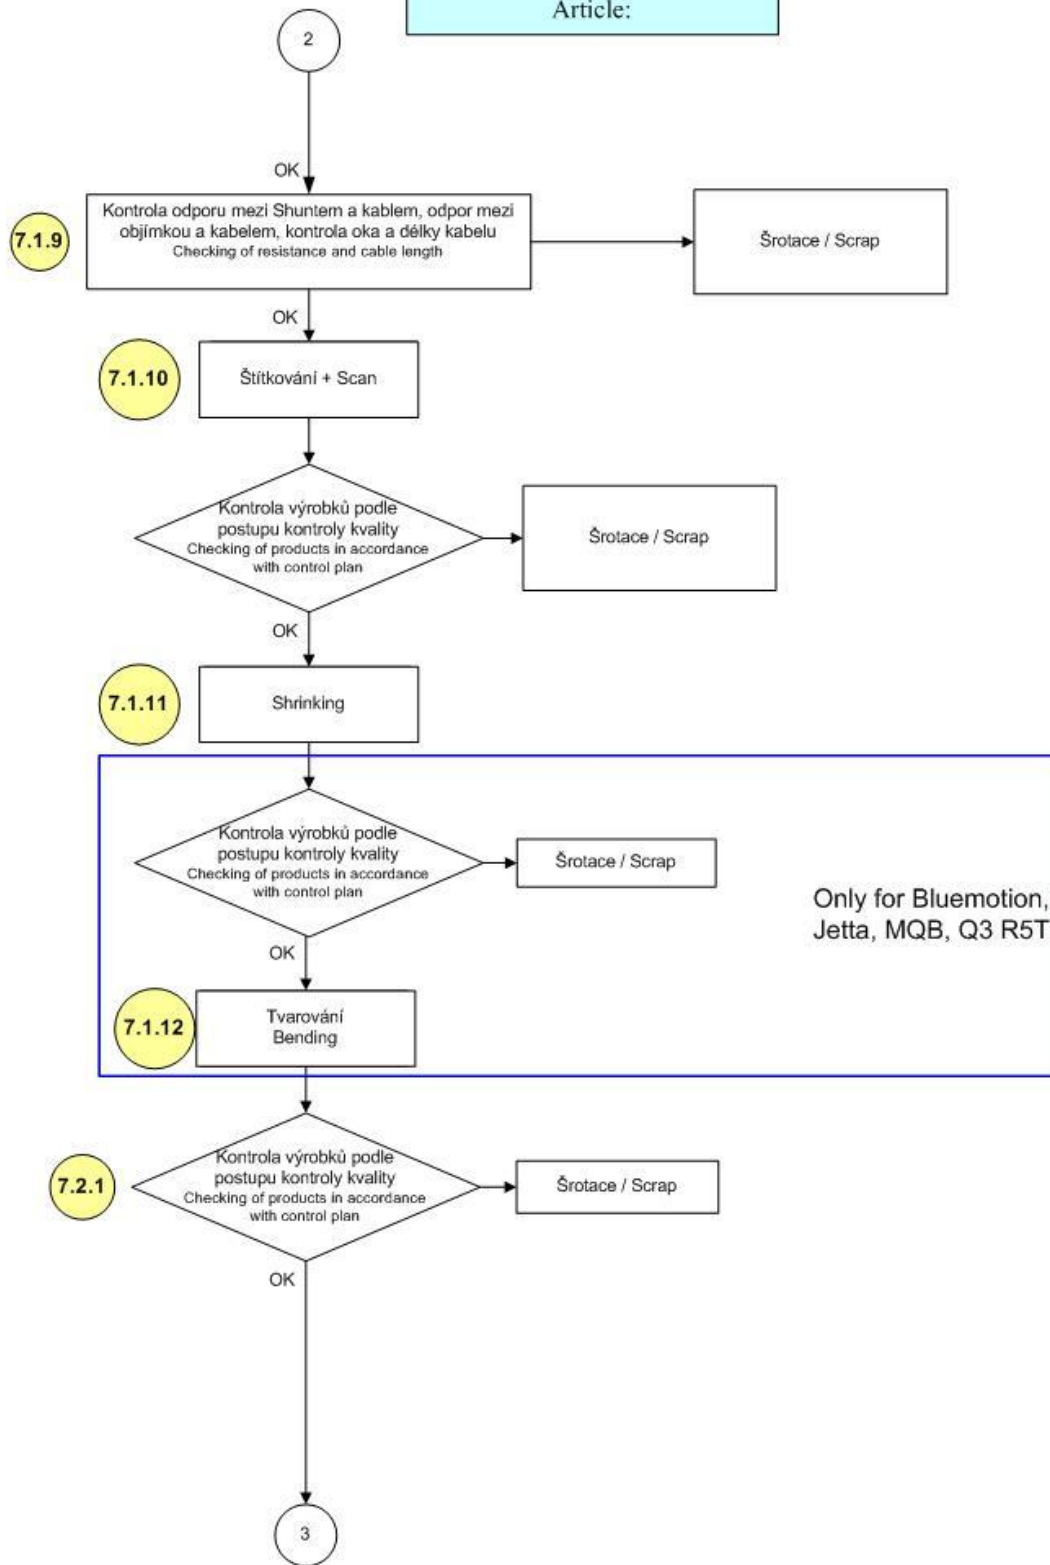 Article:
2
OK
7.1.9
Kontrola odporu mezi Shuntem a kablem, odpor mezi
objímkou a kabelem, kontrola oka a délky kabelu
Checking of resistance and cable length
Šrotace / Scrap
OK
7.1.10
Štítkování + Scan
Kontrola výrobků podle
postupu kontroly kvality
Checking of products in accordance
with control plan
Šrotace / Scrap
OK
7.1.11
Shrinking
Kontrola výrobků podle
postupu kontroly kvality
Checking of products in accordance
with control plan
Šrotace / Scrap
Only for Bluemotion,
Jetta, MQB, Q3 R5T
OK
7.1.12
Tvarování
Bending
7.2.1
Kontrola výrobků podle
postupu kontroly kvality
Checking of products in accordance
with control plan
Šrotace / Scrap
OK
3